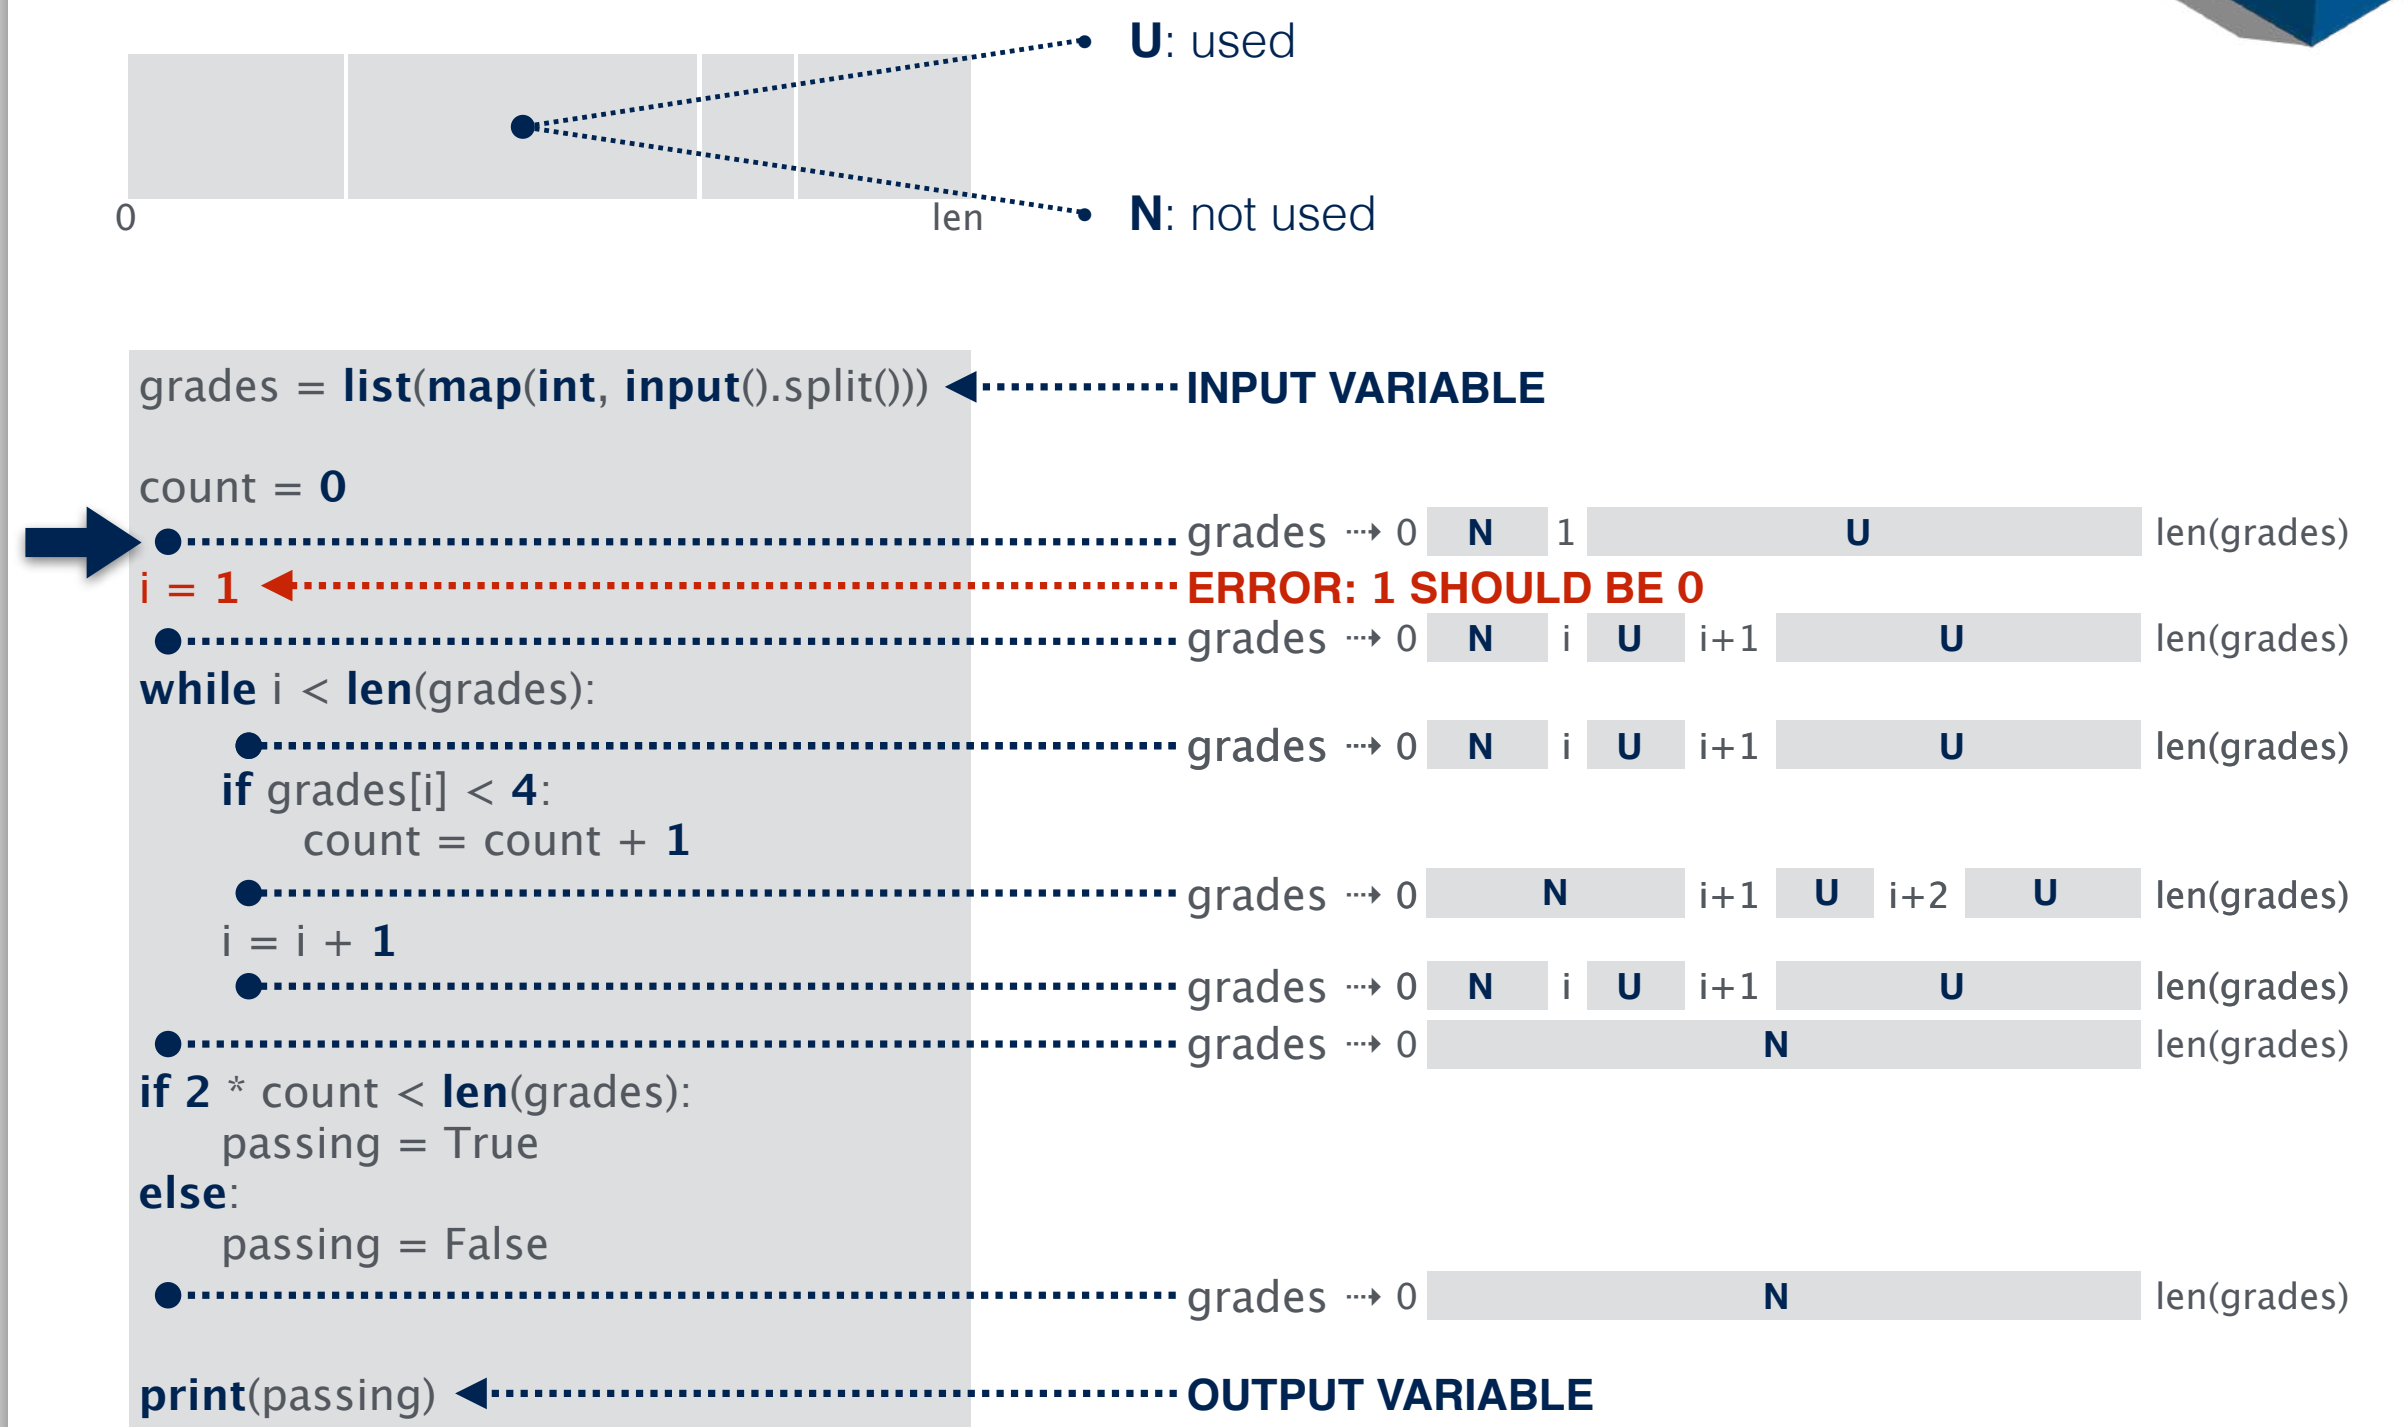 U: used
0 len
N: not used
grades = list(map(int, input().split())) INPUT VARIABLE
count = 0
grades ⇢ 0 N 1 U len(grades)
i = 1 ERROR: 1 SHOULD BE 0
grades ⇢ 0 N i U i+1 U len(grades)
while i < len(grades):
grades ⇢ 0 N i U i+1 U len(grades)
if grades[i] < 4:
count = count + 1
grades ⇢ 0 N i+1 U i+2 U len(grades)
i = i + 1
grades ⇢ 0 N i U i+1 U len(grades)
grades ⇢ 0 N len(grades)
if 2 * count < len(grades):
passing = True
else:
passing = False
grades ⇢ 0 N len(grades)
print(passing) OUTPUT VARIABLE